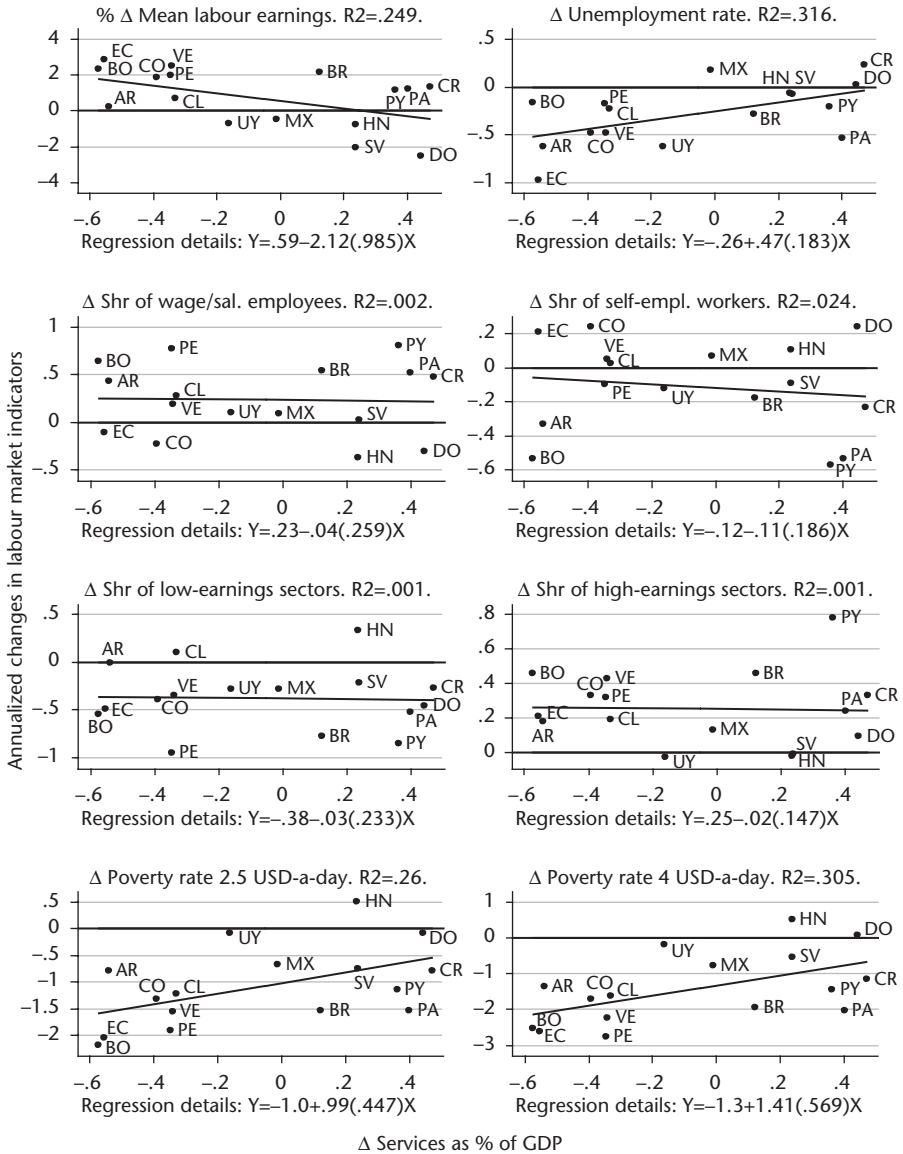 % Δ Mean labour earnings. R2=.249.
4
2
0
−2
−4
EC
BO
CO
VE
PE
AR
CL
UY
MX
BR
HN
SV
PY
PA
CR
DO
−.6 −.4 −.2 0 .2 .4
Regression details: Y=.59−2.12(.985)X
Δ Unemployment rate. R2=.316.
.5
0
−.5
−1
BO
AR
EC
PE
CL
CO
VE
UY
MX
BR
HN SV
CR
DO
PY
PA
−.6 −.4 −.2 0 .2 .4
Regression details: Y=−.26+.47(.183)X
Δ Shr of wage/sal. employees. R2=.002.
1
.5
0
−.5
BO
AR
EC
CO
PE
CL
VE
UY
MX
BR
SV
HN
PY
PA
CR
DO
−.6 −.4 −.2 0 .2 .4
Regression details: Y=.23−.04(.259)X
Δ Shr of self-empl. workers. R2=.024.
.2
0
−.2
−.4
−.6
EC
CO
VE
CL
PE
AR
BO
UY
MX
BR
HN
SV
DO
CR
PA
PY
−.6 −.4 −.2 0 .2 .4
Regression details: Y=−.12−.11(.186)X
Δ Shr of low-earnings sectors. R2=.001.
.5
0
−.5
−1
AR
CL
EC
BO
CO
VE
PE
UY
MX
BR
HN
SV
CR
DO
PA
PY
−.6 −.4 −.2 0 .2 .4
Regression details: Y=−.38−.03(.233)X
Δ Shr of high-earnings sectors. R2=.001.
.8
.6
.4
.2
0
BO
EC
AR
CO
VE
PE
CL
UY
MX
BR
SV
HN
PY
PA
CR
DO
−.6 −.4 −.2 0 .2 .4
Regression details: Y=.25−.02(.147)X
Δ Poverty rate 2.5 USD-a-day. R2=.26.
.5
0
−.5
−1
−1.5
−2
AR
CO
CL
VE
PE
EC
BO
UY
MX
BR
HN
SV
DO
CR
PY
PA
−.6 −.4 −.2 0 .2 .4
Regression details: Y=−1.0+.99(.447)X
Δ Poverty rate 4 USD-a-day. R2=.305.
1
0
−1
−2
−3
AR
CO
CL
VE
PE
BO
EC
UY
MX
BR
HN
SV
DO
CR
PY
PA
−.6 −.4 −.2 0 .2 .4
Regression details: Y=−1.3+1.41(.569)X
Annualized changes in labour market indicators
Δ Services as % of GDP